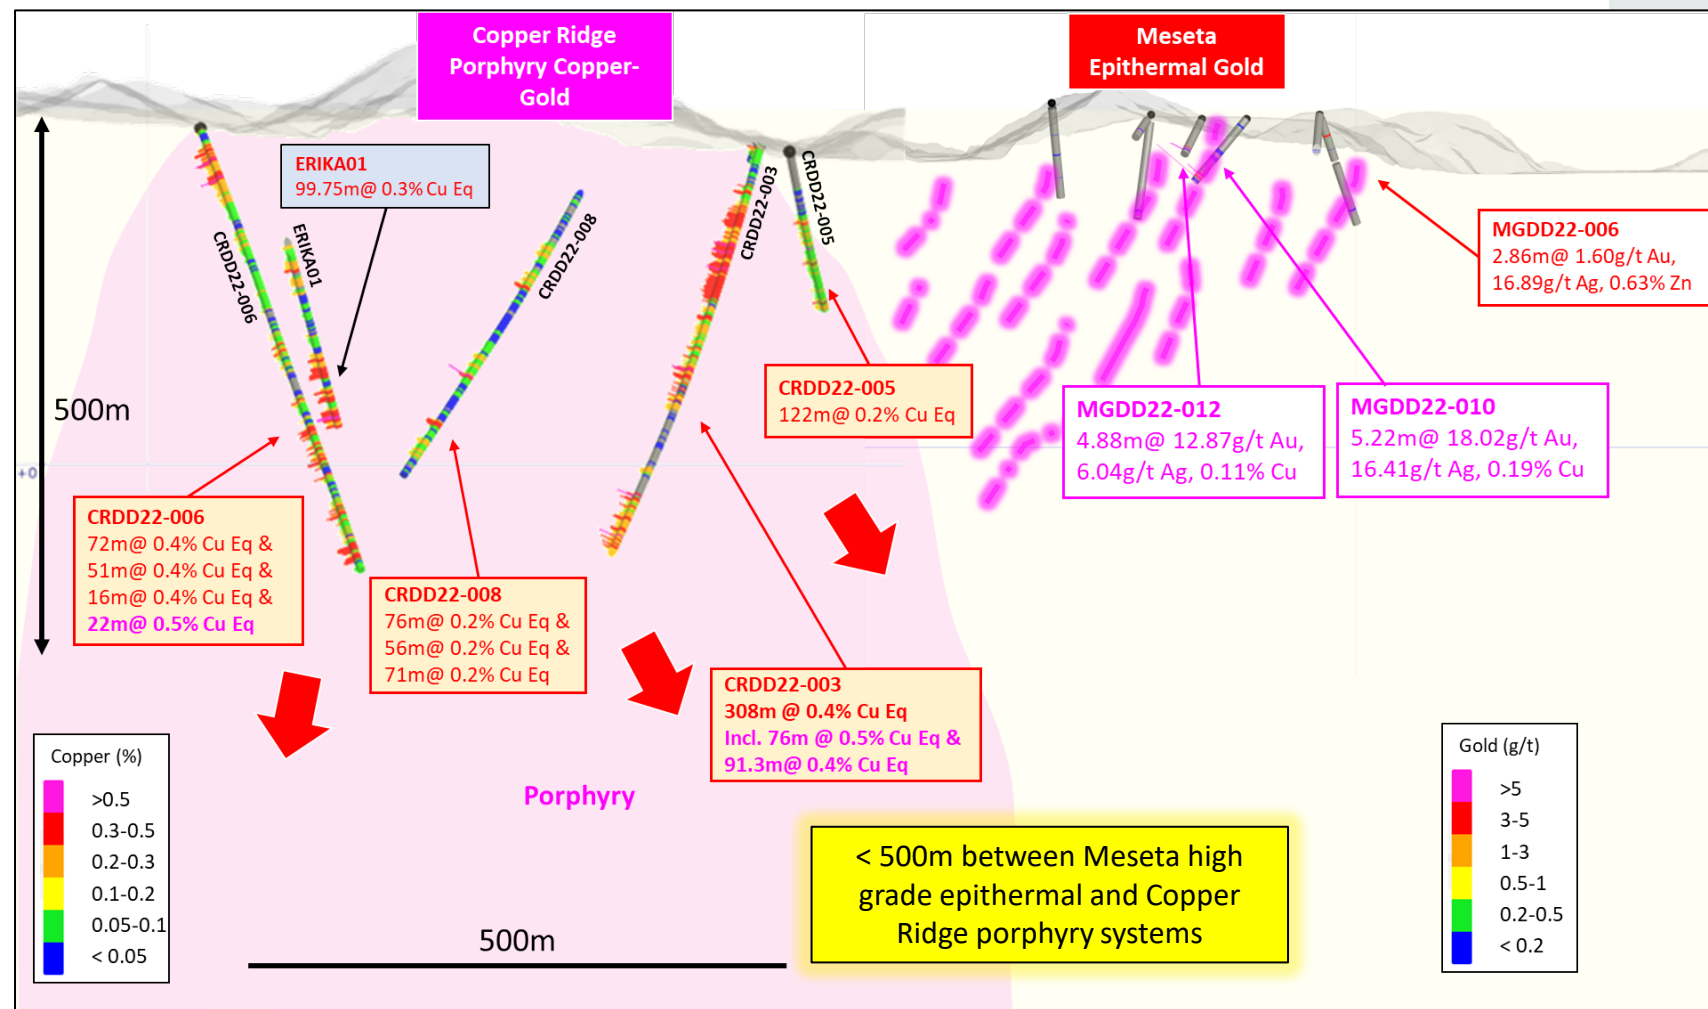 Copper Ridge
Porphyry Copper-
Gold
Meseta
Epithermal Gold
ERIKA01
99.75m@ 0.3% Cu Eq
CRDD22-006
ERIKA01
CRDD22-008
CRDD22-003
CRDD22-005
MGDD22-006
2.86m@ 1.60g/t Au,
16.89g/t Ag, 0.63% Zn
500m
CRDD22-005
122m@ 0.2% Cu Eq
MGDD22-012
4.88m@ 12.87g/t Au,
6.04g/t Ag, 0.11% Cu
MGDD22-010
5.22m@ 18.02g/t Au,
16.41g/t Ag, 0.19% Cu
+0
CRDD22-006
72m@ 0.4% Cu Eq &
51m@ 0.4% Cu Eq &
16m@ 0.4% Cu Eq &
22m@ 0.5% Cu Eq
CRDD22-008
76m@ 0.2% Cu Eq &
56m@ 0.2% Cu Eq &
71m@ 0.2% Cu Eq
CRDD22-003
308m @ 0.4% Cu Eq
Incl. 76m @ 0.5% Cu Eq &
91.3m@ 0.4% Cu Eq
Porphyry
Copper (%)
>0.5
0.3-0.5
0.2-0.3
0.1-0.2
0.05-0.1
< 0.05
500m
< 500m between Meseta high
grade epithermal and Copper
Ridge porphyry systems
Gold (g/t)
>5
3-5
1-3
0.5-1
0.2-0.5
< 0.2